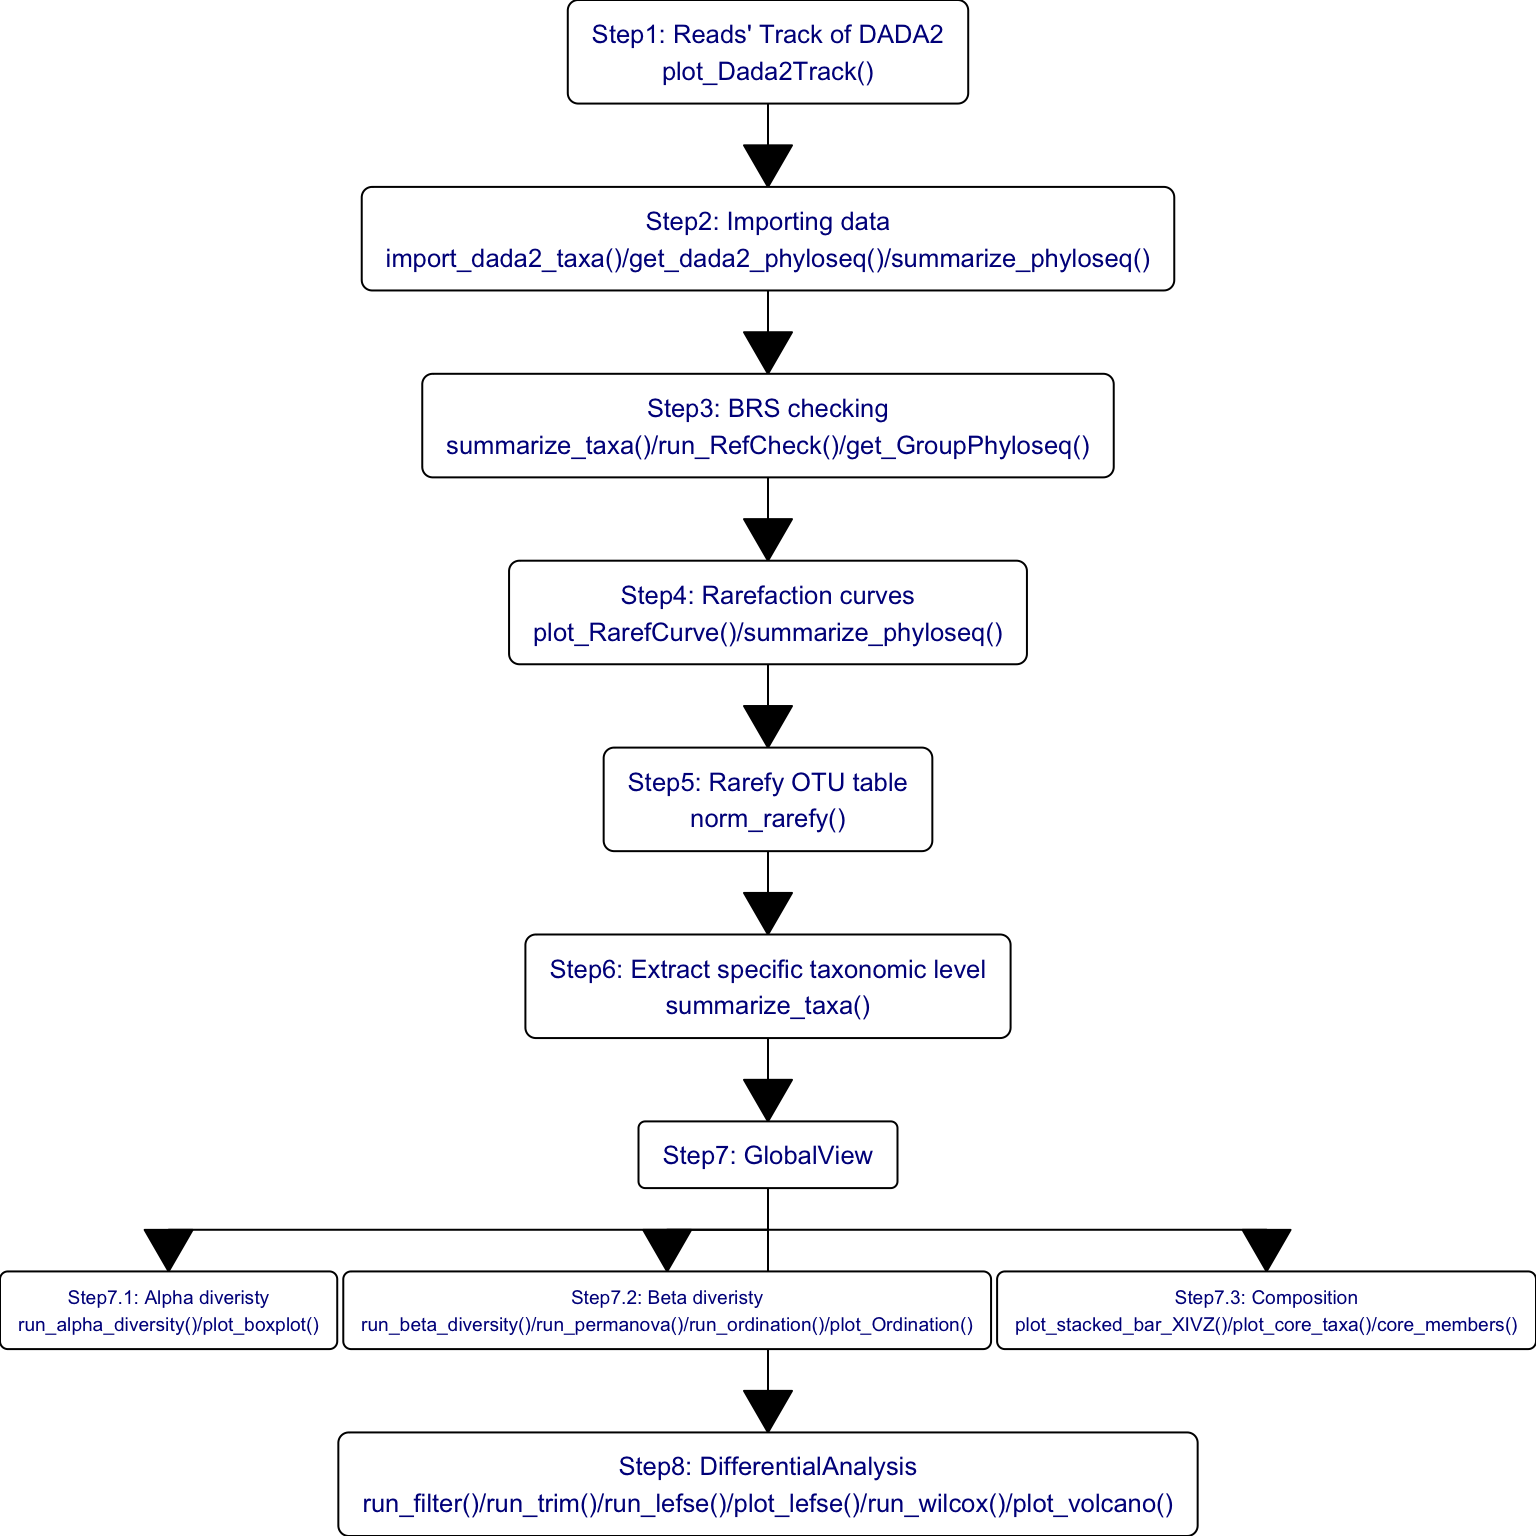 Step1: Reads' Track of DADA2
plot_Dada2Track()
Step2: Importing data
import_dada2_taxa()/get_dada2_phyloseq()/summarize_phyloseq()
Step3: BRS checking
summarize_taxa()/run_RefCheck()/get_GroupPhyloseq()
Step4: Rarefaction curves
plot_RarefCurve()/summarize_phyloseq()
Step5: Rarefy OTU table
norm_rarefy()
Step6: Extract specific taxonomic level
summarize_taxa()
Step7: GlobalView
Step7.1: Alpha diveristy
run_alpha_diversity()/plot_boxplot()
Step7.2: Beta diveristy
run_beta_diversity()/run_permanova()/run_ordination()/plot_Ordination()
Step7.3: Composition
plot_stacked_bar_XIVZ()/plot_core_taxa()/core_members()
Step8: DifferentialAnalysis
run_filter()/run_trim()/run_lefse()/plot_lefse()/run_wilcox()/plot_volcano()